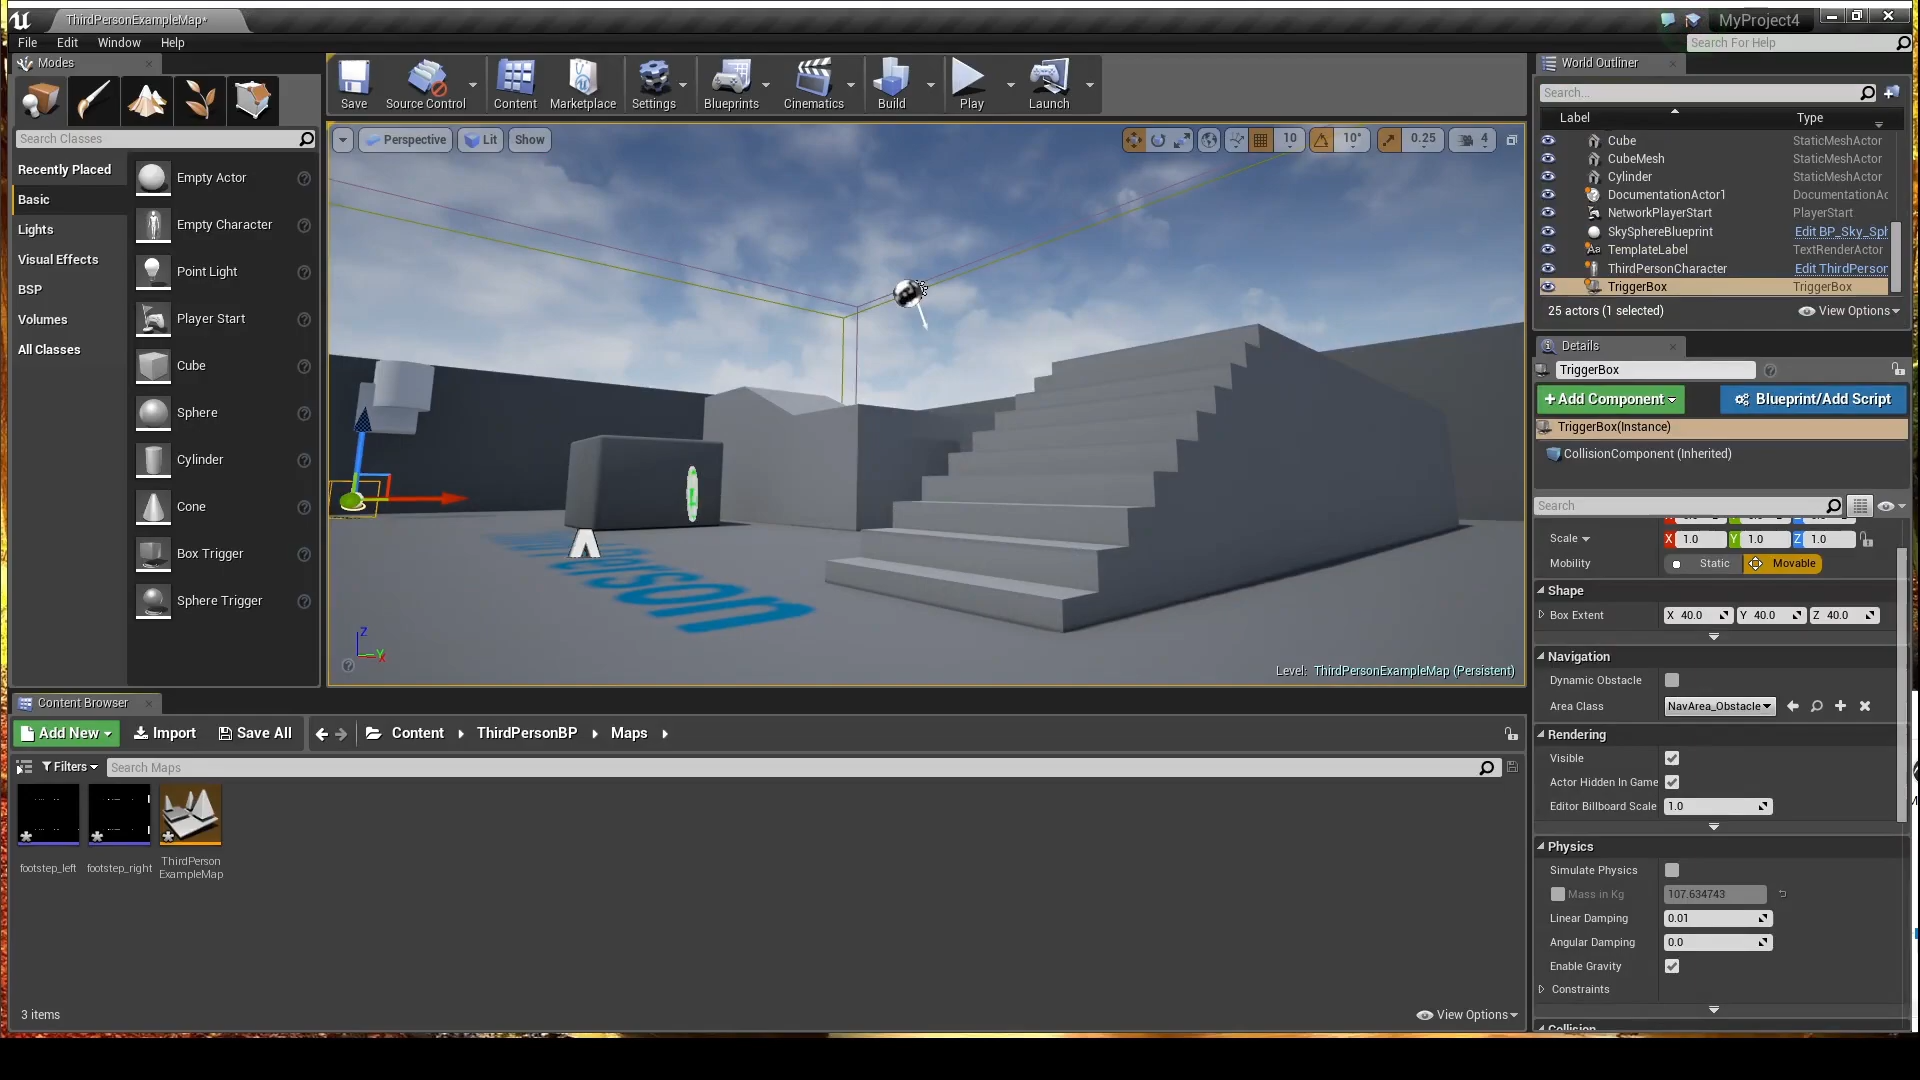 ThirdPersonExampleMap*
MyProject4
File Edit Window Help
Search For Help
Modes
Search Classes
Recently Placed
Basic
Lights
Visual Effects
BSP
Volumes
All Classes
Empty Actor
Empty Character
Point Light
Player Start
Cube
Sphere
Cylinder
Cone
Box Trigger
Sphere Trigger
Save Source Control Content Marketplace Settings Blueprints Cinematics Build Play Launch
Perspective Lit Show
10 10° 0.25 4
Z
Y
X
Level: ThirdPersonExampleMap (Persistent)
World Outliner
Search...
Label Type
Cube StaticMeshActor
CubeMesh StaticMeshActor
Cylinder StaticMeshActor
DocumentationActor1 DocumentationAc
NetworkPlayerStart PlayerStart
SkySphereBlueprint Edit BP_Sky_Sph
TemplateLabel TextRenderActor
ThirdPersonCharacter Edit ThirdPerson
TriggerBox TriggerBox
25 actors (1 selected) View Options
Details
TriggerBox
+Add Component Blueprint/Add Script
TriggerBox(Instance)
CollisionComponent (Inherited)
Search
Scale X 1.0 Y 1.0 Z 1.0
Mobility Static Movable
Shape
Box Extent X 40.0 Y 40.0 Z 40.0
Navigation
Dynamic Obstacle
Area Class NavArea_Obstacle
Rendering
Visible
Actor Hidden In Game
Editor Billboard Scale 1.0
Physics
Simulate Physics
Mass in Kg 107.634743
Linear Damping 0.01
Angular Damping 0.0
Enable Gravity
Constraints
Collision
Content Browser
Add New Import Save All Content ThirdPersonBP Maps
Filters Search Maps
footstep_left footstep_right ThirdPerson
ExampleMap
3 items View Options